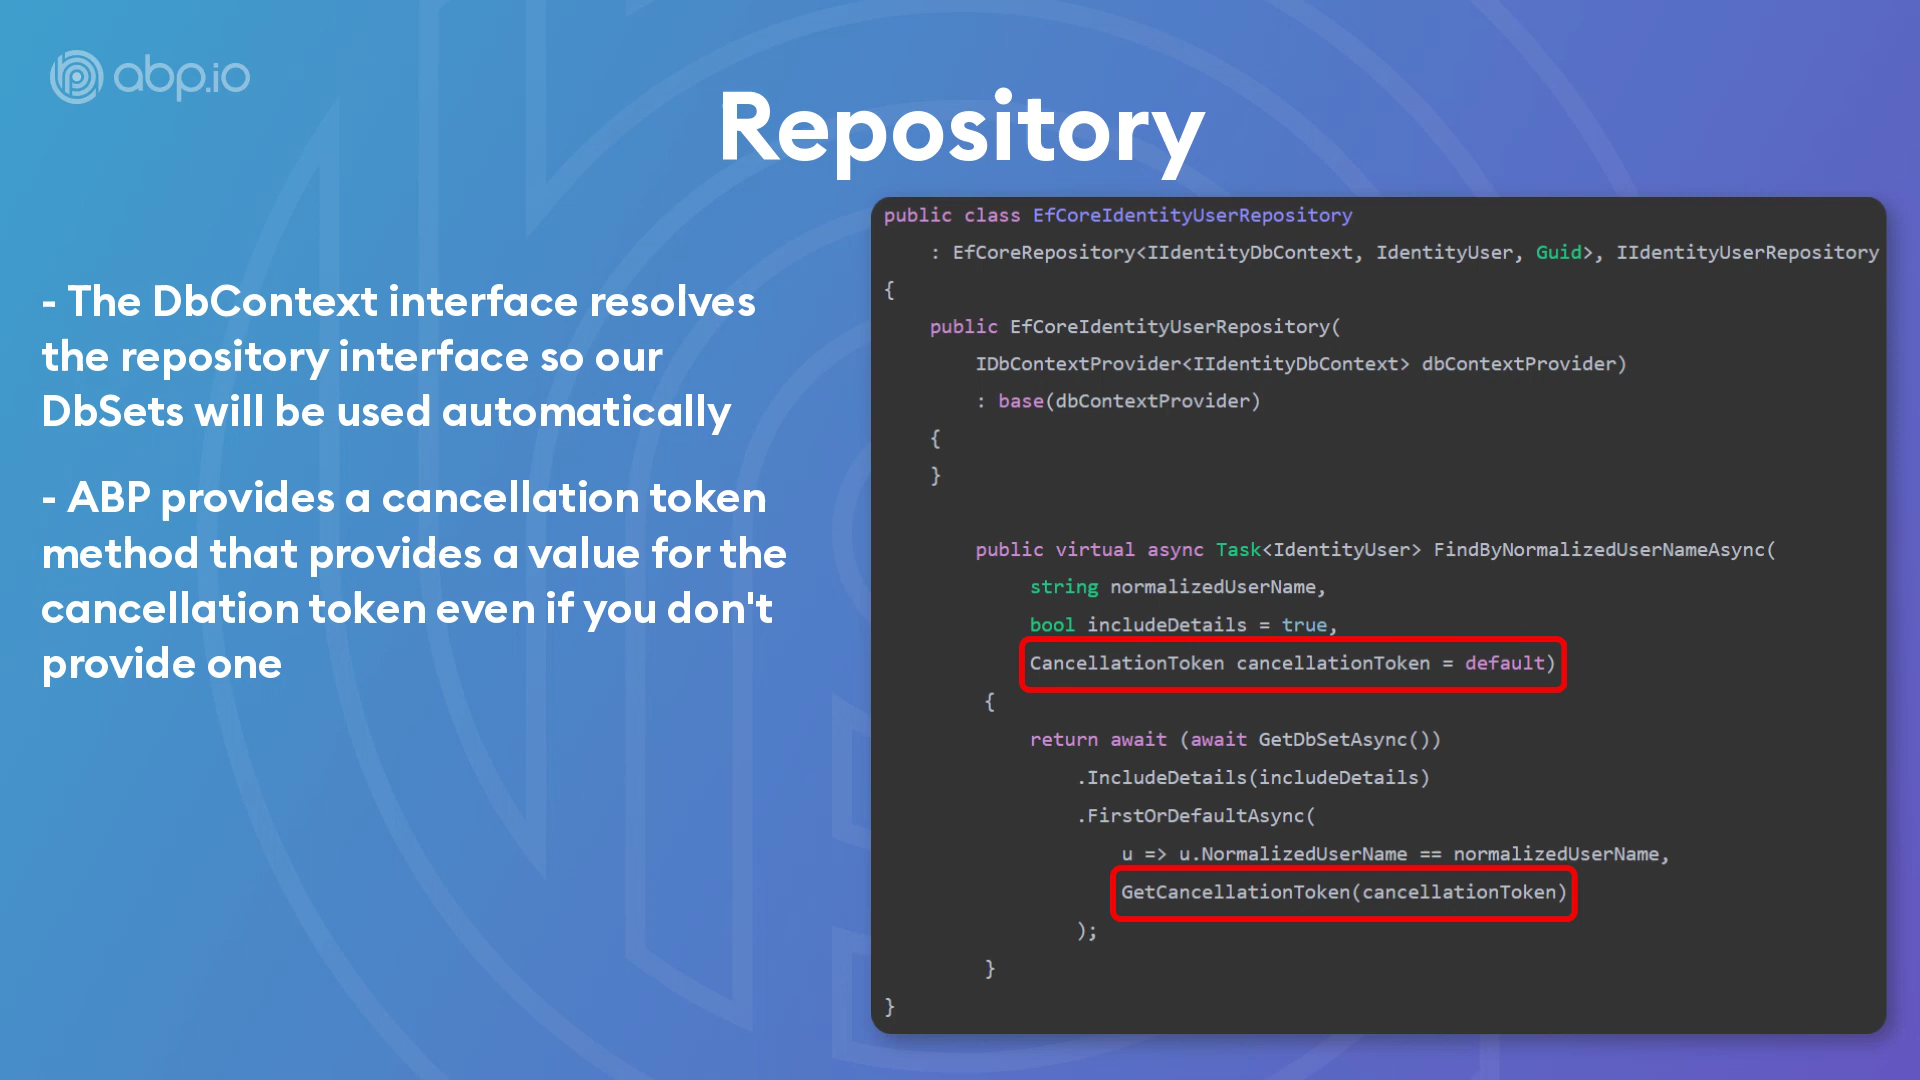 abp.io
Repository
- The DbContext interface resolves
the repository interface so our
DbSets will be used automatically
- ABP provides a cancellation token
method that provides a value for the
cancellation token even if you don't
provide one
public class EfCoreIdentityUserRepository
    : EfCoreRepository<IIdentityDbContext, IdentityUser, Guid>, IIdentityUserRepository
{
    public EfCoreIdentityUserRepository(
        IDbContextProvider<IIdentityDbContext> dbContextProvider)
        : base(dbContextProvider)
    {
    }
        public virtual async Task<IdentityUser> FindByNormalizedUserNameAsync(
            string normalizedUserName,
            bool includeDetails = true,
            CancellationToken cancellationToken = default)
        {
            return await (await GetDbSetAsync())
                .IncludeDetails(includeDetails)
                .FirstOrDefaultAsync(
                    u => u.NormalizedUserName == normalizedUserName,
                    GetCancellationToken(cancellationToken)
                );
        }
}